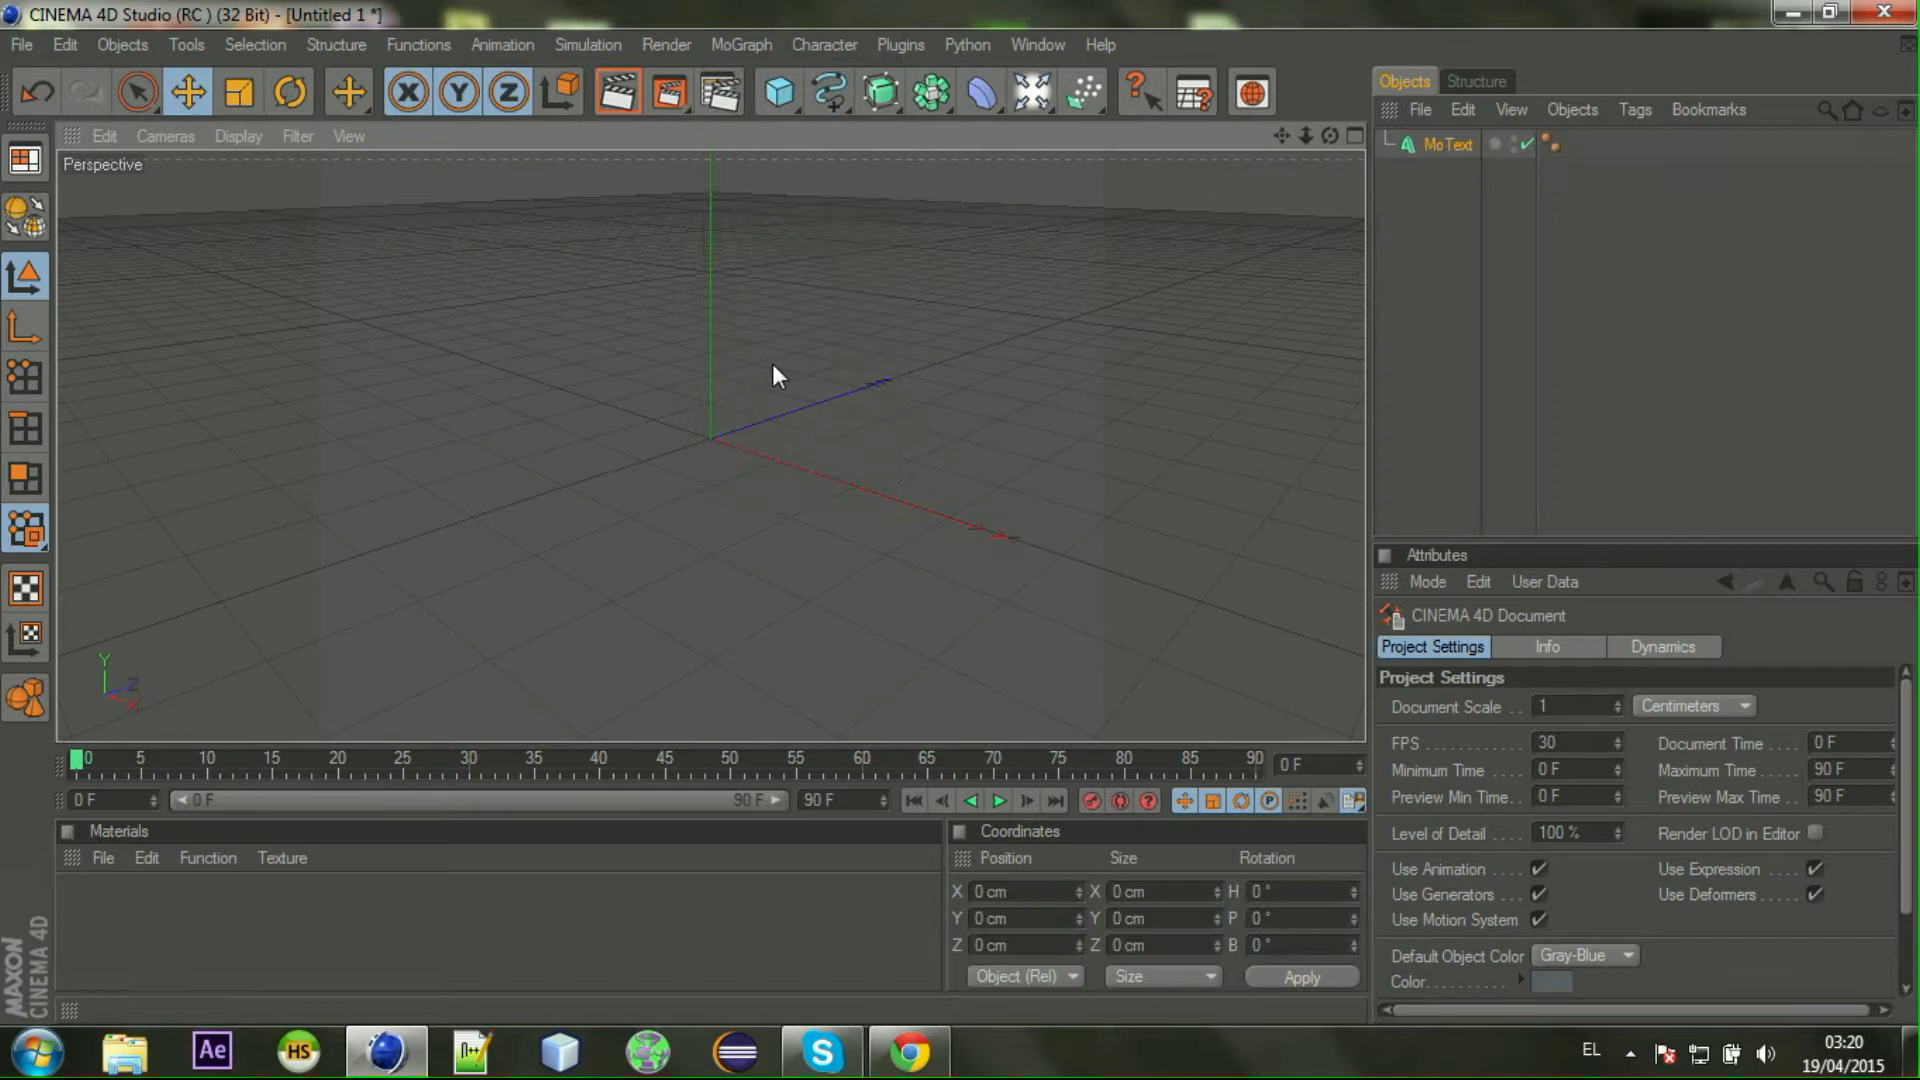 CINEMA 4D Studio (RC ) (32 Bit) - [Untitled 1 *]
File Edit Objects Tools Selection Structure Functions Animation Simulation Render MoGraph Character Plugins Python Window Help
X Y Z
Objects Structure
File Edit View Objects Tags Bookmarks
MoText
Edit Cameras Display Filter View
Perspective
Y
Z
X
Attributes
Mode Edit User Data
CINEMA 4D Document
Project Settings Info Dynamics
Project Settings
Document Scale . . 1 Centimeters
FPS . . . . . . . . . . . . 30 Document Time . . . . 0 F
Minimum Time . . . . 0 F Maximum Time . . . . 90 F
Preview Min Time. . 0 F Preview Max Time . . 90 F
Level of Detail . . . . 100 % Render LOD in Editor
Use Animation . . . . Use Expression . . . .
Use Generators . . . Use Deformers . . . . .
Use Motion System
Default Object Color Gray-Blue
Color. . . . . . . . . .
0 5 10 15 20 25 30 35 40 45 50 55 60 65 70 75 80 85 90 0 F
0 F 0 F 90 F 90 F
Materials
File Edit Function Texture
Coordinates
Position Size Rotation
X 0 cm X 0 cm H 0 °
Y 0 cm Y 0 cm P 0 °
Z 0 cm Z 0 cm B 0 °
Object (Rel) Size Apply
MAXON
CINEMA 4D
Ae HS n++ S EL
03:20
19/04/2015